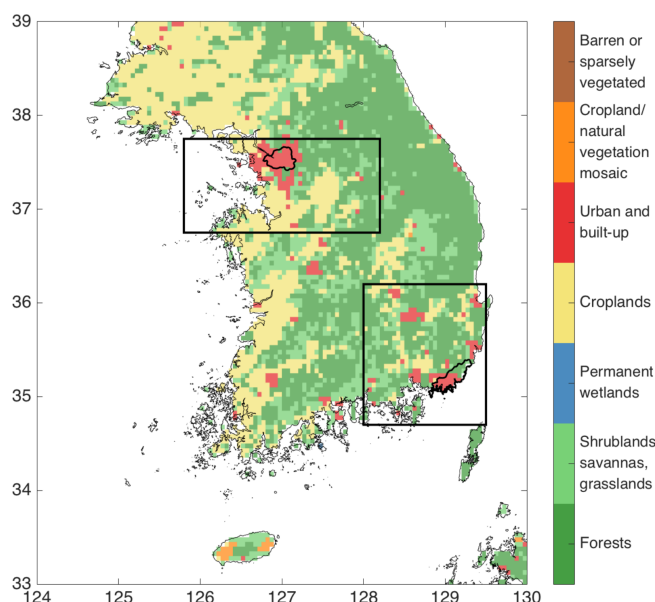 39
38
37
36
35
34
33
124
125
126
127
128
129
130
Barren or
sparsely
vegetated
Cropland/
natural
vegetation
mosaic
Urban and
built-up
Croplands
Permanent
wetlands
Shrublands
savannas,
grasslands
Forests